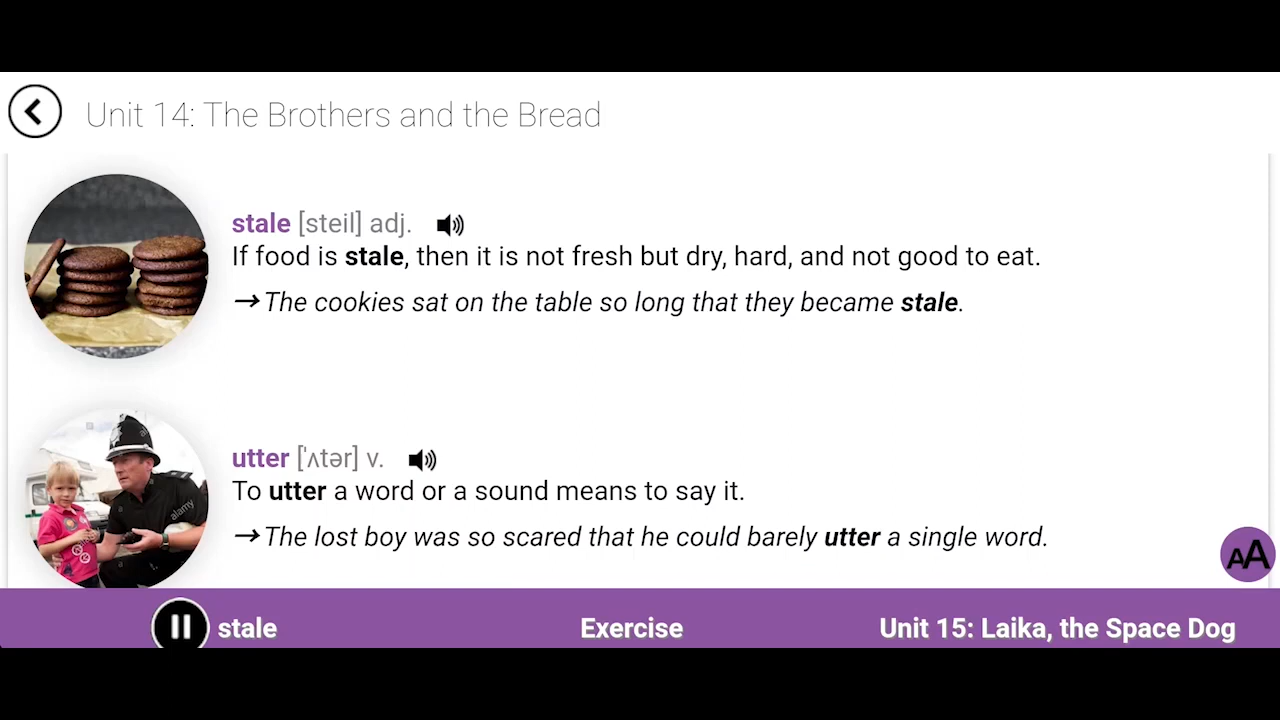 Unit 14: The Brothers and the Bread
stale [steil] adj.
If food is stale, then it is not fresh but dry, hard, and not good to eat.
→ The cookies sat on the table so long that they became stale.
alamy
utter [ˈʌtər] v.
To utter a word or a sound means to say it.
→ The lost boy was so scared that he could barely utter a single word.
AA
stale
Exercise
Unit 15: Laika, the Space Dog